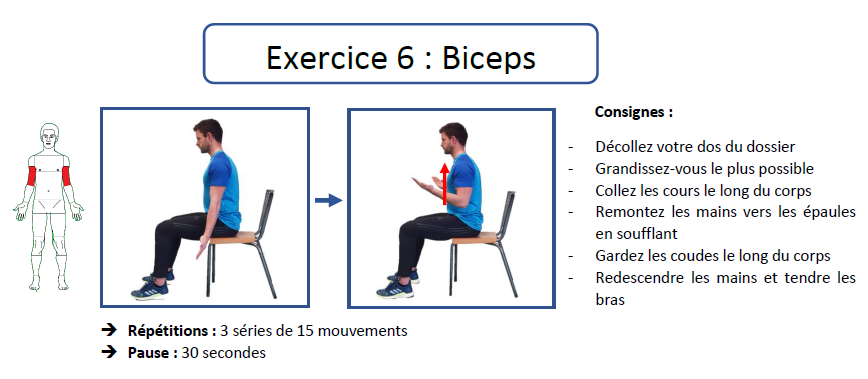 Exercice 6 : Biceps
Consignes :
- Décollez votre dos du dossier
- Grandissez-vous le plus possible
- Collez les cours le long du corps
- Remontez les mains vers les épaules
en soufflant
- Gardez les coudes le long du corps
- Redescendre les mains et tendre les
bras
➔ Répétitions : 3 séries de 15 mouvements
➔ Pause : 30 secondes